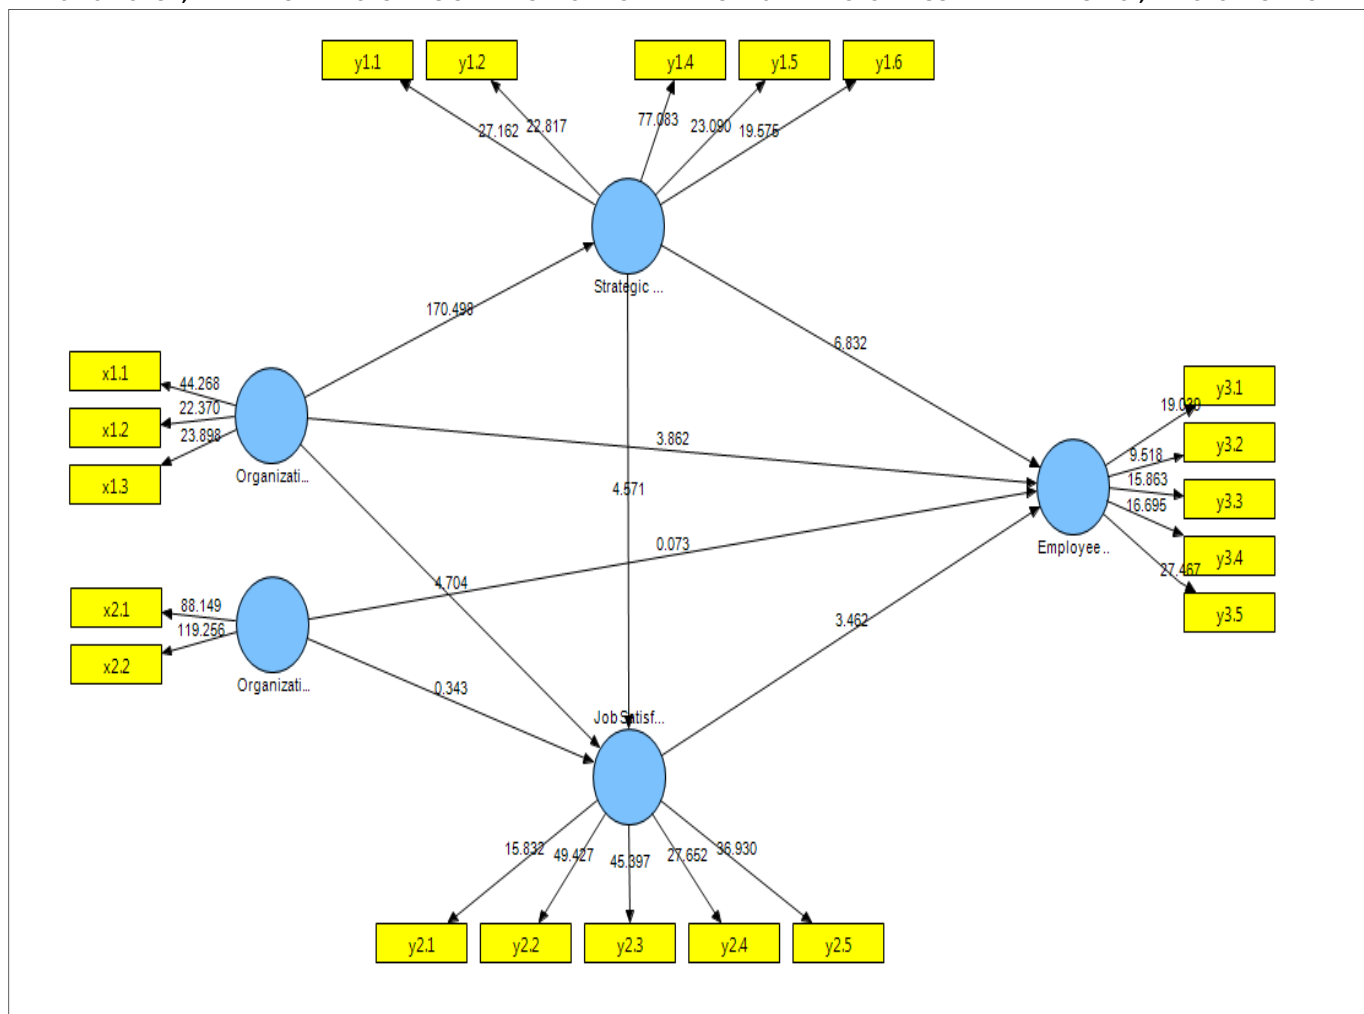 y1.1 y1.2 y1.4 y1.5 y1.6
27.162 22.817 77.083 23.090 19.575
Strategic ...
170.498
6.832
x1.1
44.268
x1.2
22.370
x1.3
23.898
Organizati...
3.862
4.571
y3.1
y3.2
9.518
y3.3
15.863
y3.4
16.695
y3.5
27.467
Employee ..
0.073
4.704
x2.1
88.149
x2.2
119.256
Organizati...
0.343
3.462
Job Satisf...
15.832 49.427 45.397 27.652 36.930
y2.1 y2.2 y2.3 y2.4 y2.5